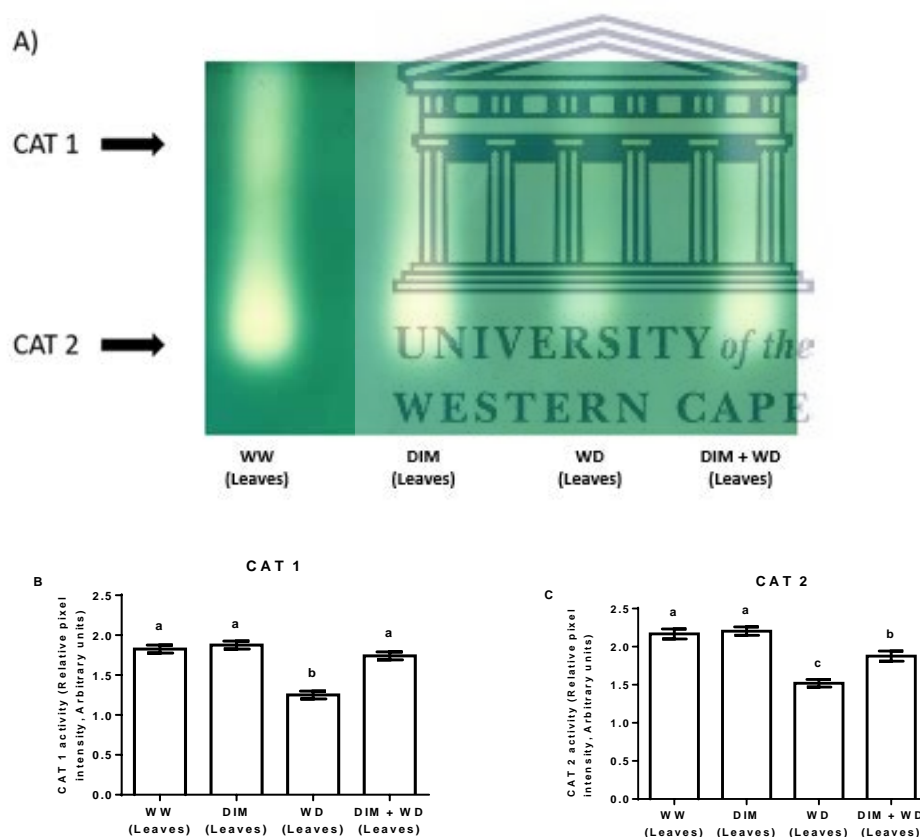 A)
CAT 1
CAT 2
UNIVERSITY of the
WESTERN CAPE
WW
(Leaves)
DIM
(Leaves)
WD
(Leaves)
DIM + WD
(Leaves)
B
CAT 1
CAT 1 activity (Relative pixel
intensity, Arbitrary units)
2.5
2.0
1.5
1.0
0.5
0.0
a
a
b
a
WW
(Leaves)
DIM
(Leaves)
WD
(Leaves)
DIM + WD
(Leaves)
C
CAT 2
CAT 2 activity (Relative pixel
intensity, Arbitrary units)
2.5
2.0
1.5
1.0
0.5
0.0
a
a
c
b
WW
(Leaves)
DIM
(Leaves)
WD
(Leaves)
DIM + WD
(Leaves)